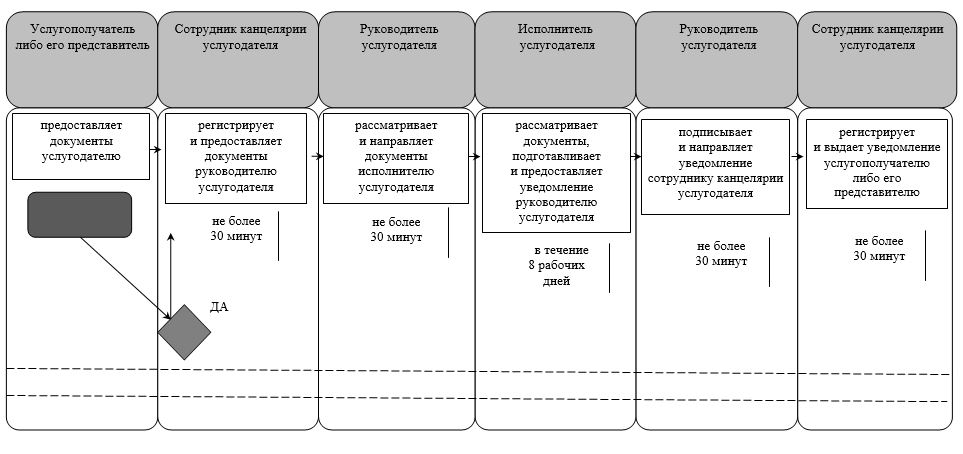 Услугополучатель
либо его представитель
Сотрудник канцелярии
услугодателя
Руководитель
услугодателя
Исполнитель
услугодателя
Руководитель
услугодателя
Сотрудник канцелярии
услугодателя
предоставляет
документы
услугодателю
регистрирует
и предоставляет
документы
руководителю
услугодателя
рассматривает
и направляет
документы
исполнителю
услугодателя
рассматривает
документы,
подготавливает
и предоставляет
уведомление
руководителю
услугодателя
подписывает
и направляет
уведомление
сотруднику канцелярии
услугодателя
регистрирует
и выдает уведомление
услугополучателю
либо его
представителю
не более
30 минут
не более
30 минут
в течение
8 рабочих
дней
не более
30 минут
не более
30 минут
ДА